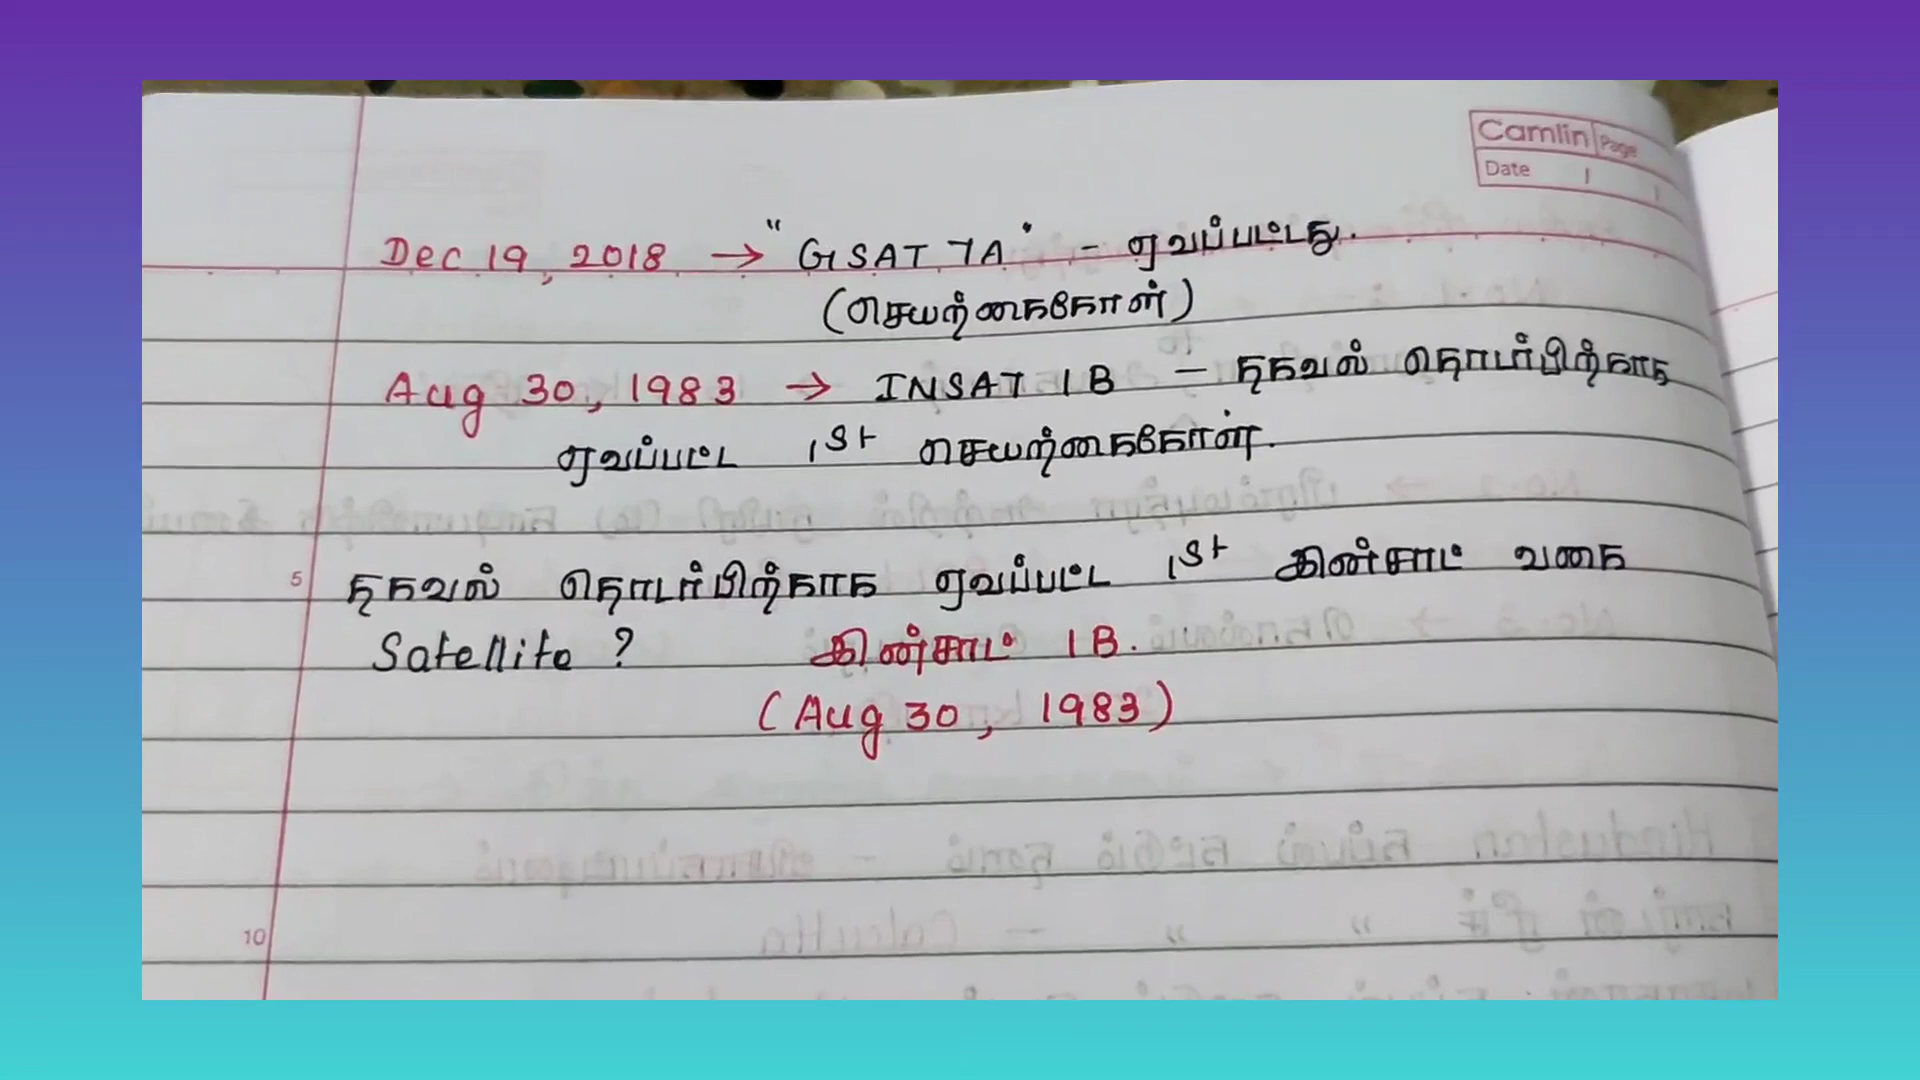 Camlin Page
Date
Dec 19, 2018 → "GSAT 7A" - ஏவப்பட்டது.
(செயற்கைகோள்)
Aug 30, 1983 → INSAT 1B - தகவல் தொடர்பிற்காக
ஏவப்பட்ட 1st செயற்கைகோள்.
5 தகவல் தொடர்பிற்காக ஏவப்பட்ட 1st இன்சாட் வகை
Satellite ? இன்சாட் 1B.
(Aug 30, 1983)
10